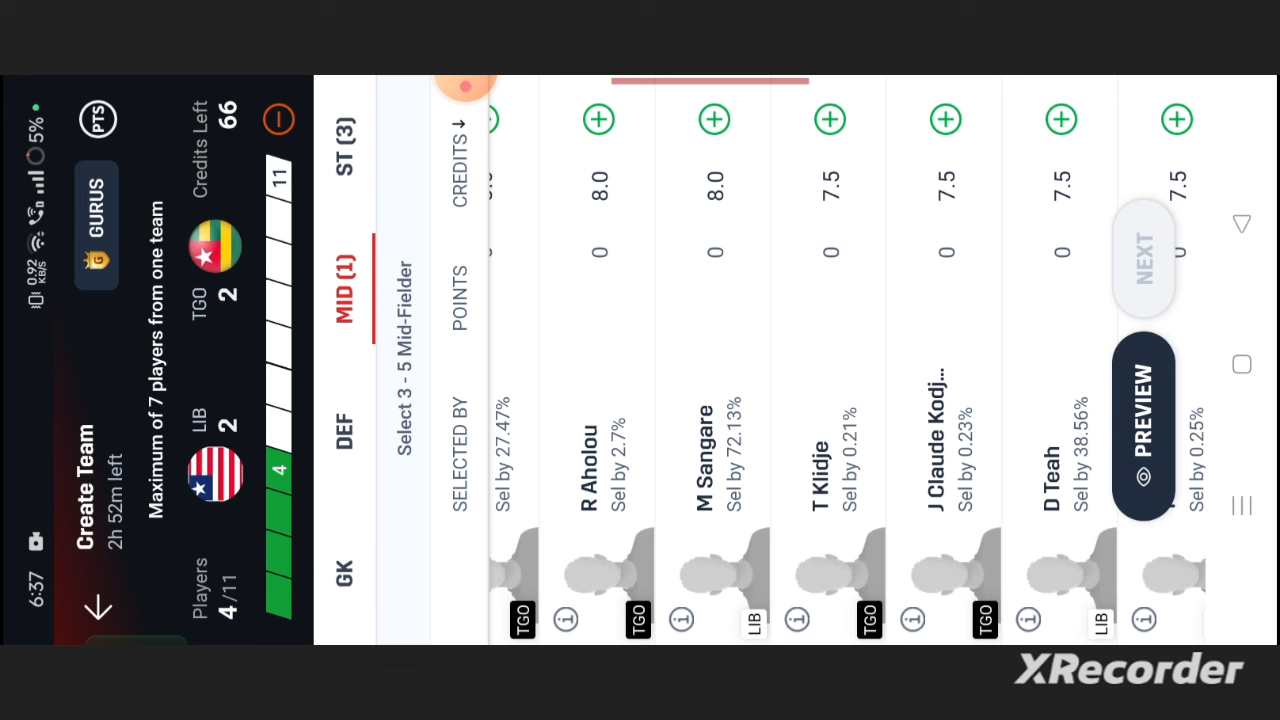 6:37
0.92
KB/S
5%
Create Team
2h 52m left
GURUS
PTS
Maximum of 7 players from one team
Players
4/11
LIB
2
TGO
2
Credits Left
66
4
11
GK
DEF
MID (1)
ST (3)
Select 3 - 5 Mid-Fielder
SELECTED BY
POINTS
CREDITS
TGO
Sel by 27.47%
TGO
R Aholou
Sel by 2.7%
0
8.0
LIB
M Sangare
Sel by 72.13%
0
8.0
TGO
T Klidje
Sel by 0.21%
0
7.5
TGO
J Claude Kodj...
Sel by 0.23%
0
7.5
LIB
D Teah
Sel by 38.56%
0
7.5
Sel by 0.25%
0
7.5
PREVIEW
NEXT
XRecorder